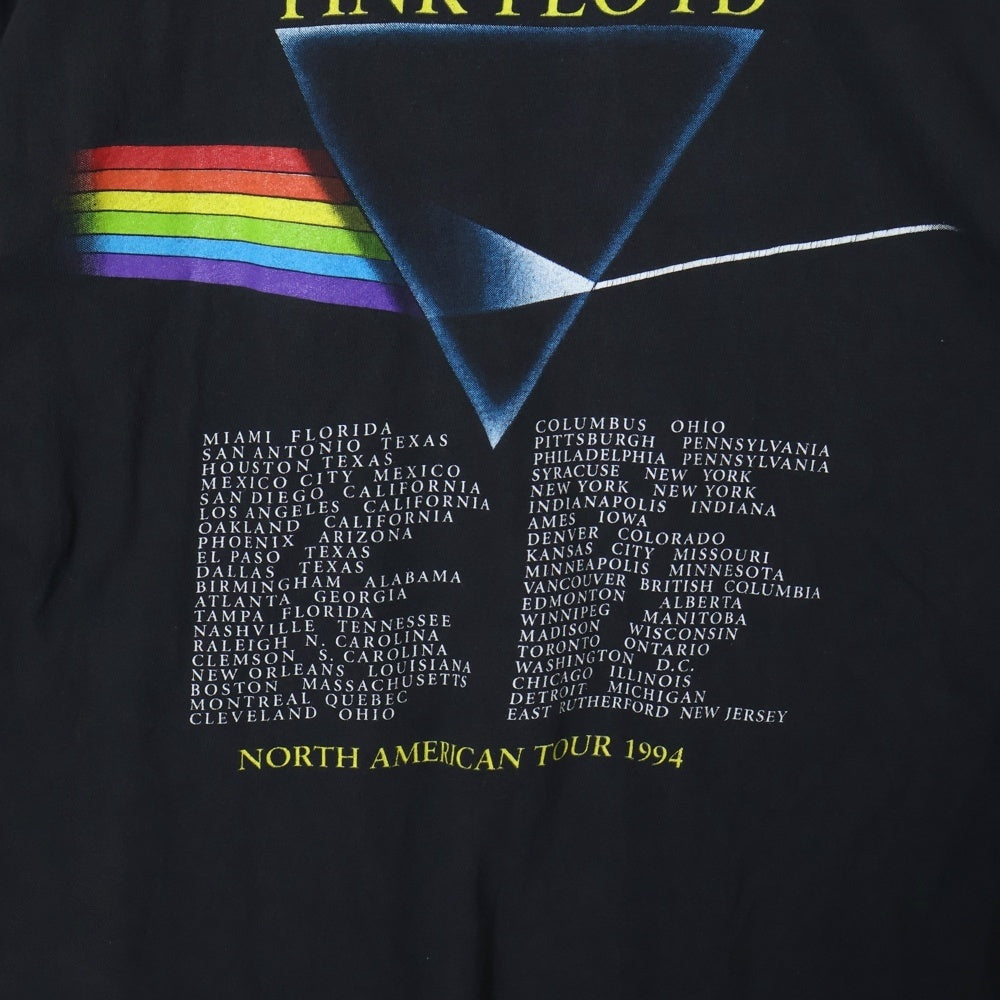 PINK FLOYD
MIAMI FLORIDA
SAN ANTONIO TEXAS
HOUSTON TEXAS
MEXICO CITY MEXICO
SAN DIEGO CALIFORNIA
LOS ANGELES CALIFORNIA
OAKLAND CALIFORNIA
PHOENIX ARIZONA
EL PASO TEXAS
DALLAS TEXAS
BIRMINGHAM ALABAMA
ATLANTA GEORGIA
TAMPA FLORIDA
NASHVILLE TENNESSEE
RALEIGH N. CAROLINA
CLEMSON S. CAROLINA
NEW ORLEANS LOUISIANA
BOSTON MASSACHUSETTS
MONTREAL QUEBEC
CLEVELAND OHIO
COLUMBUS OHIO
PITTSBURGH PENNSYLVANIA
PHILADELPHIA PENNSYLVANIA
SYRACUSE NEW YORK
NEW YORK NEW YORK
INDIANAPOLIS INDIANA
AMES IOWA
DENVER COLORADO
KANSAS CITY MISSOURI
MINNEAPOLIS MINNESOTA
VANCOUVER BRITISH COLUMBIA
EDMONTON ALBERTA
WINNIPEG MANITOBA
MADISON WISCONSIN
TORONTO ONTARIO
WASHINGTON D.C.
CHICAGO ILLINOIS
DETROIT MICHIGAN
EAST RUTHERFORD NEW JERSEY
NORTH AMERICAN TOUR 1994